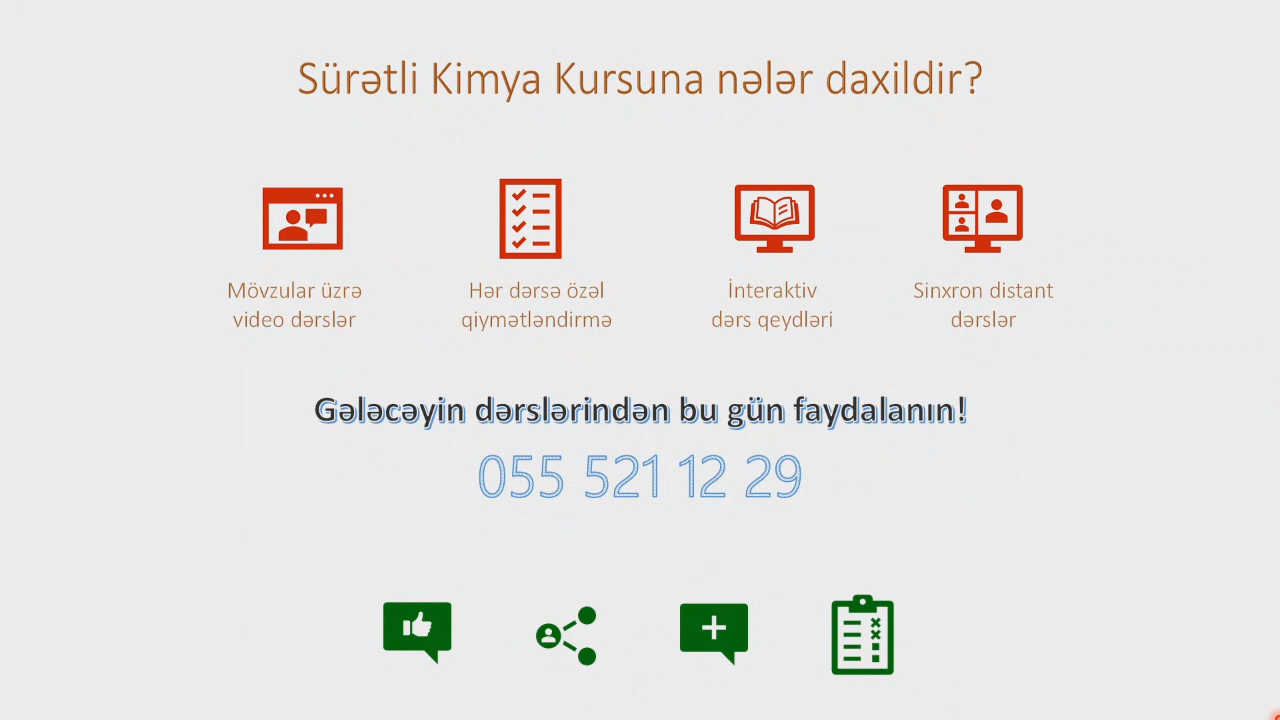 Sürətli Kimya Kursuna nələr daxildir?
Mövzular üzrə
video dərslər
Hər dərsə özəl
qiymətləndirmə
İnteraktiv
dərs qeydləri
Sinxron distant
dərslər
Gələcəyin dərslərindən bu gün faydalanın!
055 521 12 29